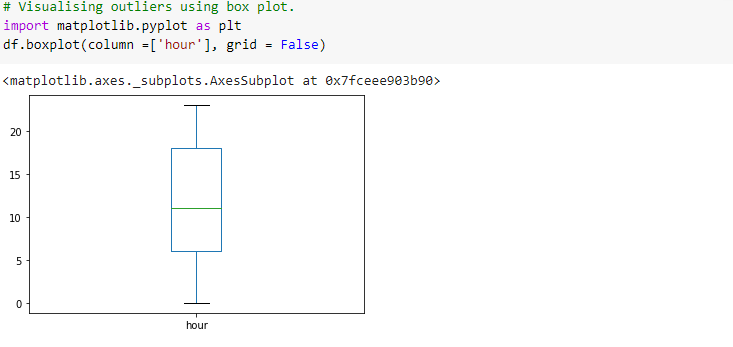 # Visualising outliers using box plot.
import matplotlib.pyplot as plt
df.boxplot(column =['hour'], grid = False)
<matplotlib.axes._subplots.AxesSubplot at 0x7fceee903b90>
20
15
10
5
0
hour